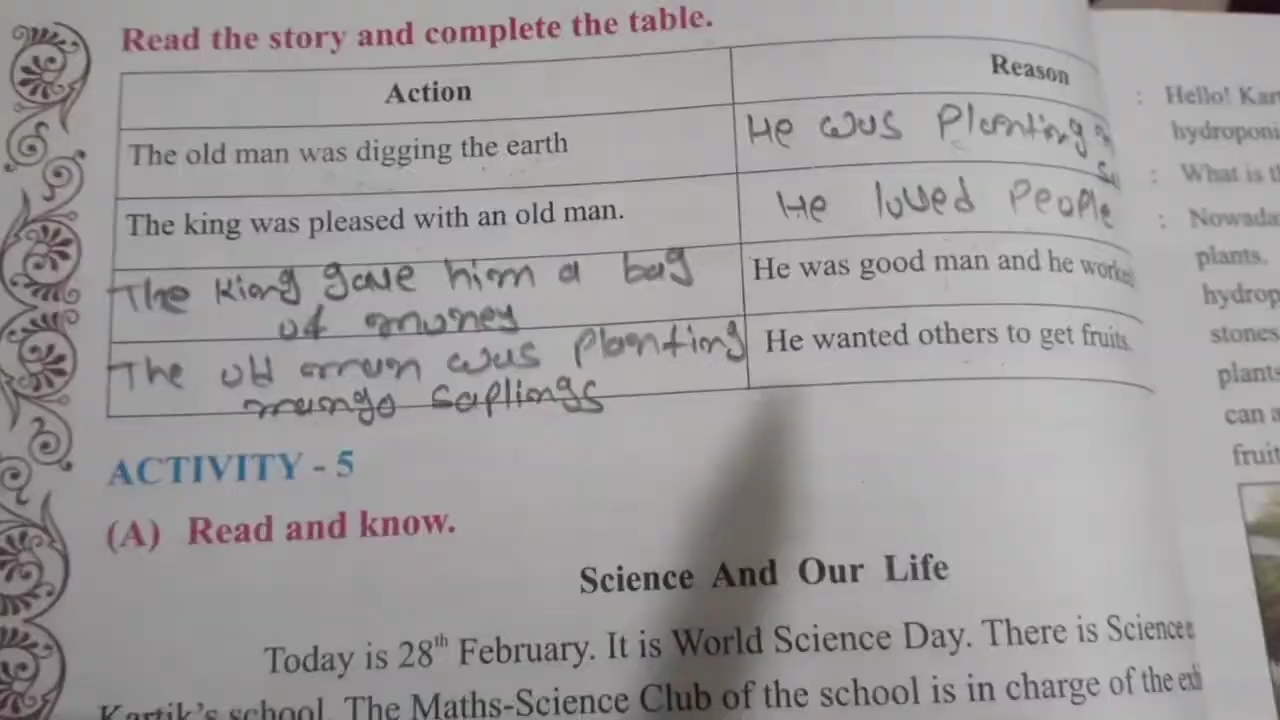 Read the story and complete the table.
Action
Reason
The old man was digging the earth
He was Planting
The king was pleased with an old man.
He loved People
The King gave him a bag
of money
He was good man and he worked
The old man was Planting
mango saplings
He wanted others to get fruits.
ACTIVITY - 5
(A) Read and know.
Science And Our Life
Today is 28th February. It is World Science Day. There is Science
Kartik's school. The Maths-Science Club of the school is in charge of the
: Hello!
: What is
:
plants.
stones
plants
can
fruit